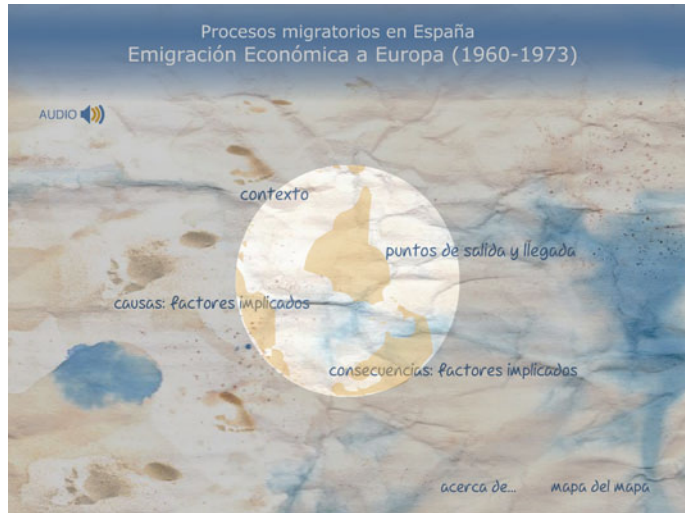 Procesos migratorios en España
Emigración Económica a Europa (1960-1973)
AUDIO
contexto
puntos de salida y llegada
causas: factores implicados
consecuencias: factores implicados
acerca de...
mapa del mapa